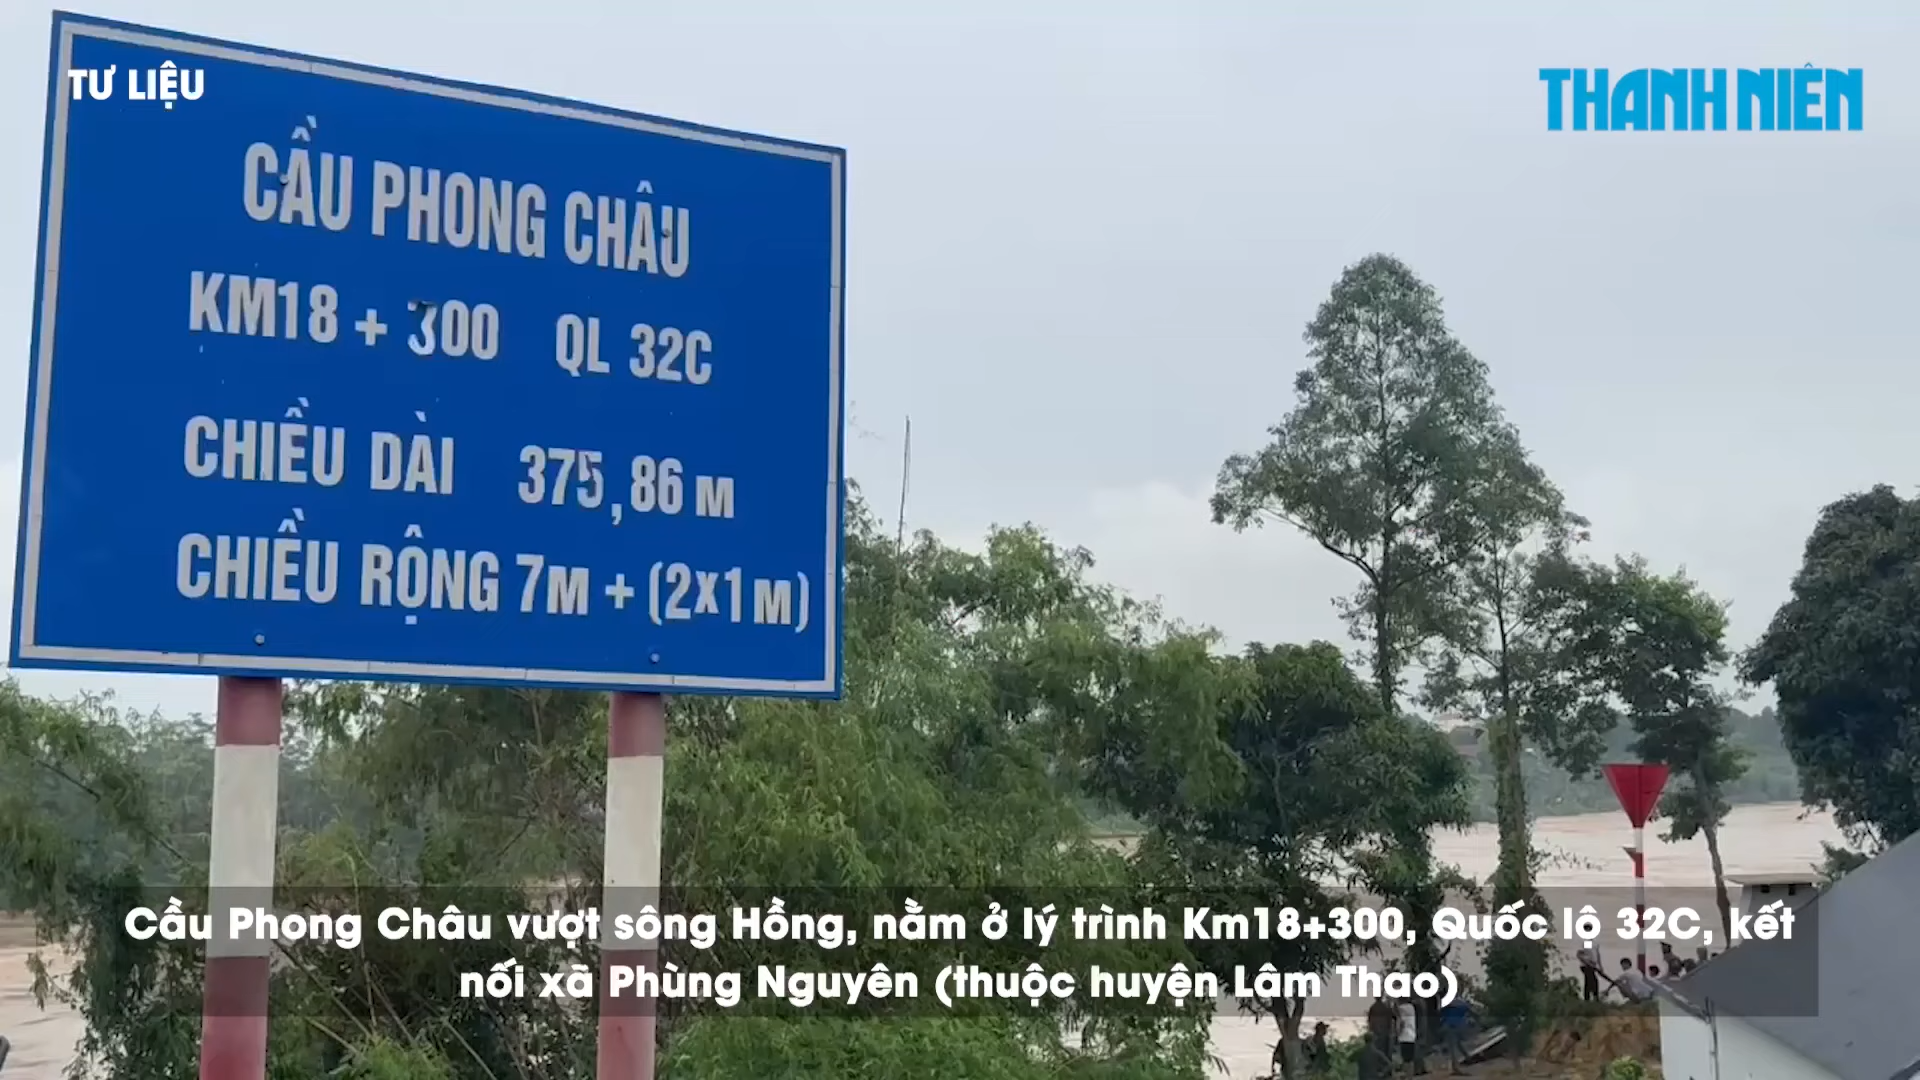 TƯ LIỆU
THANH NIÊN
CẦU PHONG CHÂU
KM18 + 300 QL 32C
CHIỀU DÀI 375,86 M
CHIỀU RỘNG 7M + (2X1M)
Cầu Phong Châu vượt sông Hồng, nằm ở lý trình Km18+300, Quốc lộ 32C, kết
nối xã Phùng Nguyên (thuộc huyện Lâm Thao)